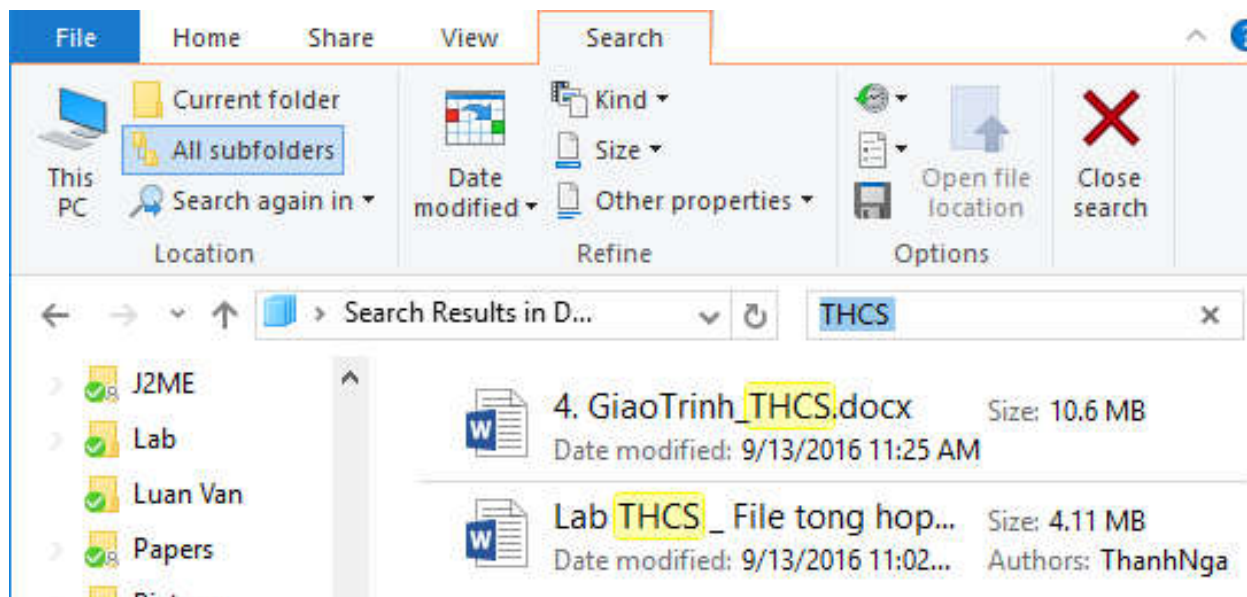 File Home Share View Search
This PC
Current folder
All subfolders
Search again in
Location
Date modified
Kind
Size
Other properties
Refine
Open file location
Options
Close search
Search Results in D...
THCS
J2ME
Lab
Luan Van
Papers
4. GiaoTrinh_THCS.docx Size: 10.6 MB
Date modified: 9/13/2016 11:25 AM
Lab THCS _ File tong hop... Size: 4.11 MB
Date modified: 9/13/2016 11:02... Authors: ThanhNga